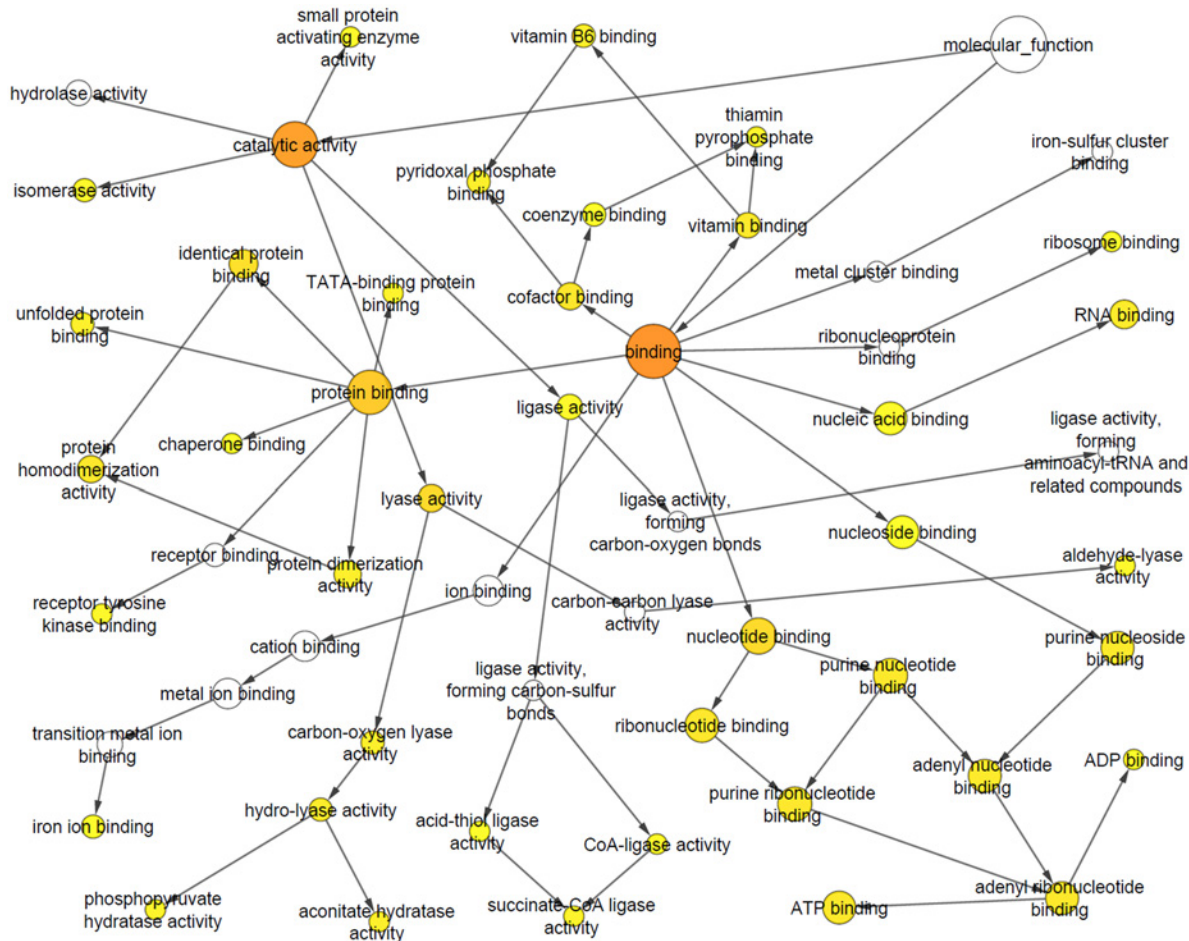 small protein
activating enzyme
activity
vitamin B6 binding
molecular_function
hydrolase activity
catalytic activity
thiamin
pyrophosphate
binding
iron-sulfur cluster
binding
isomerase activity
pyridoxal phosphate
binding
coenzyme binding
vitamin binding
ribosome binding
identical protein
binding
TATA-binding protein
binding
metal cluster binding
cofactor binding
unfolded protein
binding
RNA binding
binding
ribonucleoprotein
binding
protein binding
ligase activity
nucleic acid binding
chaperone binding
protein
homodimerization
activity
ligase activity,
forming
aminoacyl-tRNA and
related compounds
lyase activity
ligase activity,
forming
carbon-oxygen bonds
nucleoside binding
receptor binding
protein dimerization
activity
aldehyde-lyase
activity
ion binding
carbon-carbon lyase
activity
receptor tyrosine
kinase binding
nucleotide binding
purine nucleoside
binding
cation binding
purine nucleotide
binding
ligase activity,
forming carbon-sulfur
bonds
metal ion binding
ribonucleotide binding
transition metal ion
binding
carbon-oxygen lyase
activity
adenyl nucleotide
binding
ADP binding
purine ribonucleotide
binding
hydro-lyase activity
iron ion binding
acid-thiol ligase
activity
CoA-ligase activity
phosphopyruvate
hydratase activity
aconitate hydratase
activity
succinate-CoA ligase
activity
ATP binding
adenyl ribonucleotide
binding